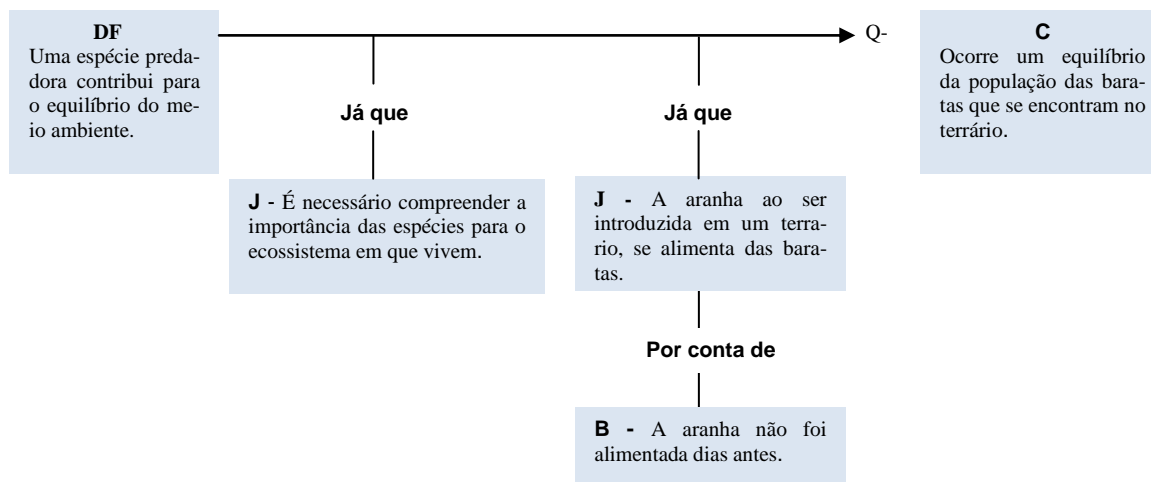 DF
Uma espécie preda-
dora contribui para
o equilíbrio do me-
io ambiente.
Q-
C
Ocorre um equilíbrio
da população das bara-
tas que se encontram no
terrário.
Já que
Já que
J - É necessário compreender a
importância das espécies para o
ecossistema em que vivem.
J - A aranha ao ser
introduzida em um terra-
rio, se alimenta das bara-
tas.
Por conta de
B - A aranha não foi
alimentada dias antes.